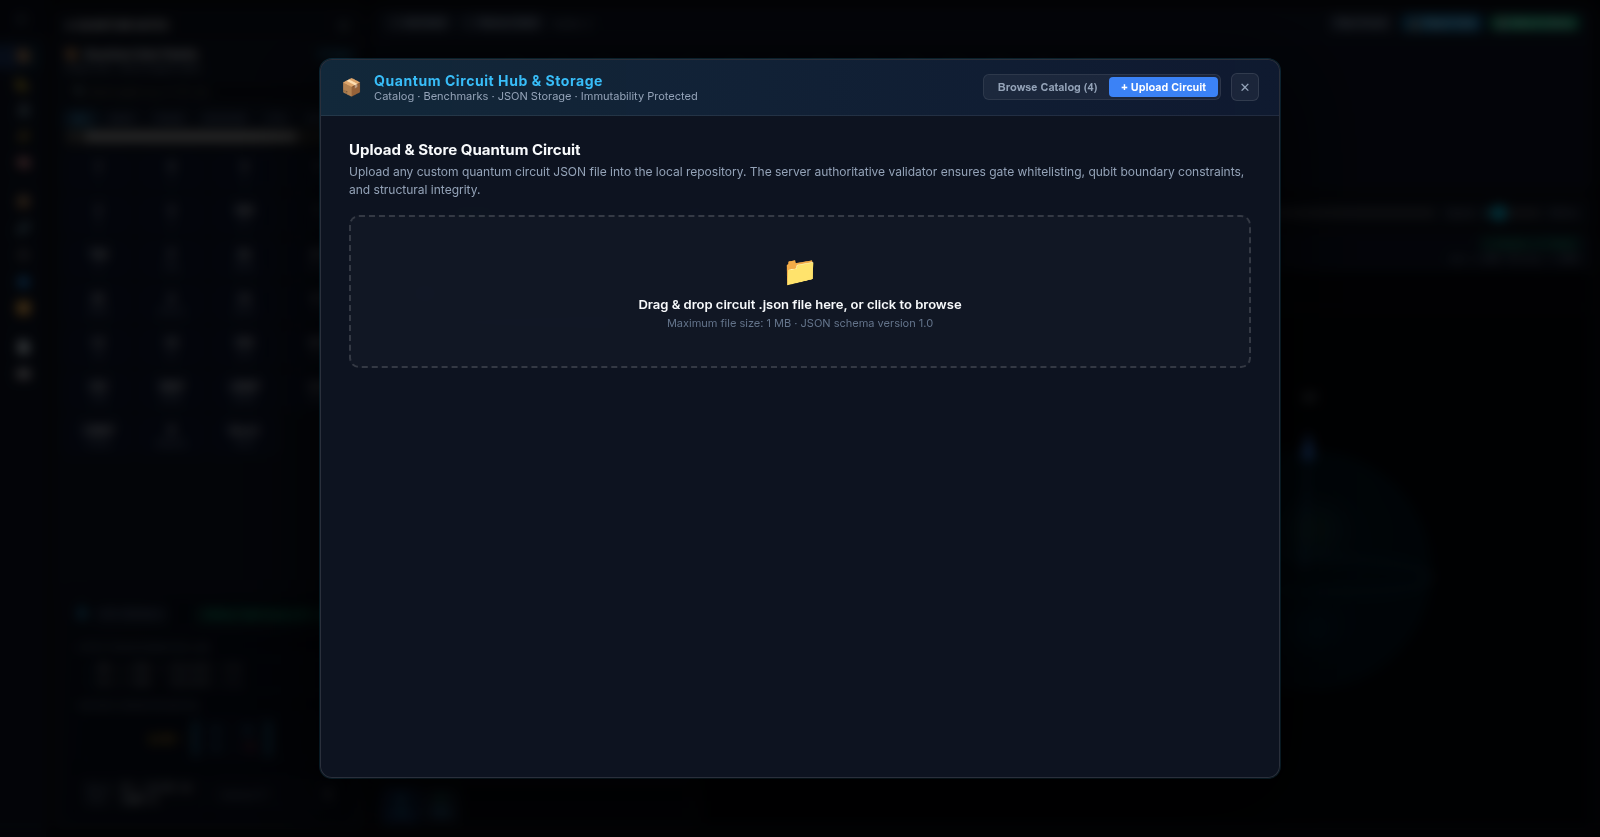 Quantum Circuit Hub & Storage
Catalog · Benchmarks · JSON Storage · Immutability Protected
Browse Catalog (4)
+ Upload Circuit
✕
Upload & Store Quantum Circuit
Upload any custom quantum circuit JSON file into the local repository. The server authoritative validator ensures gate whitelisting, qubit boundary constraints,
and structural integrity.
Drag & drop circuit .json file here, or click to browse
Maximum file size: 1 MB · JSON schema version 1.0